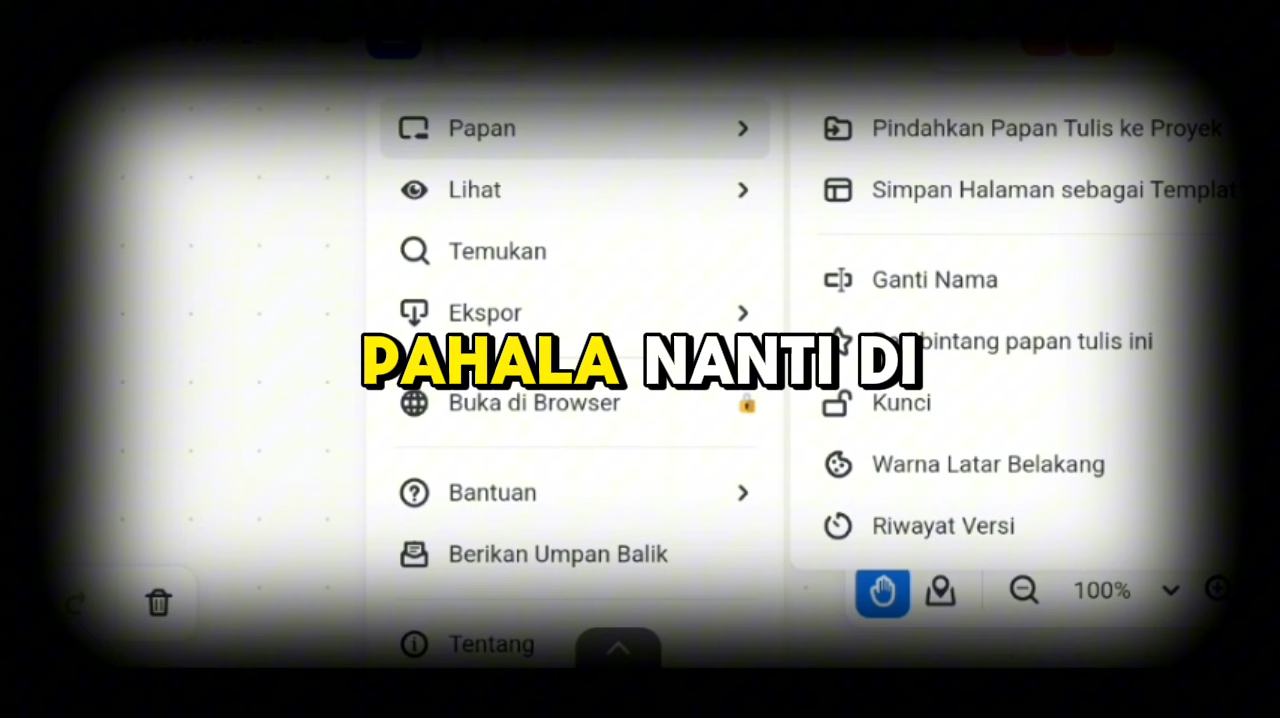 Papan
Lihat
Temukan
Ekspor
Buka di Browser
Bantuan
Berikan Umpan Balik
Tentang
Pindahkan Papan Tulis ke Proyek
Simpan Halaman sebagai Templat
Ganti Nama
bintang papan tulis ini
Kunci
Warna Latar Belakang
Riwayat Versi
100%
PAHALA NANTI DI